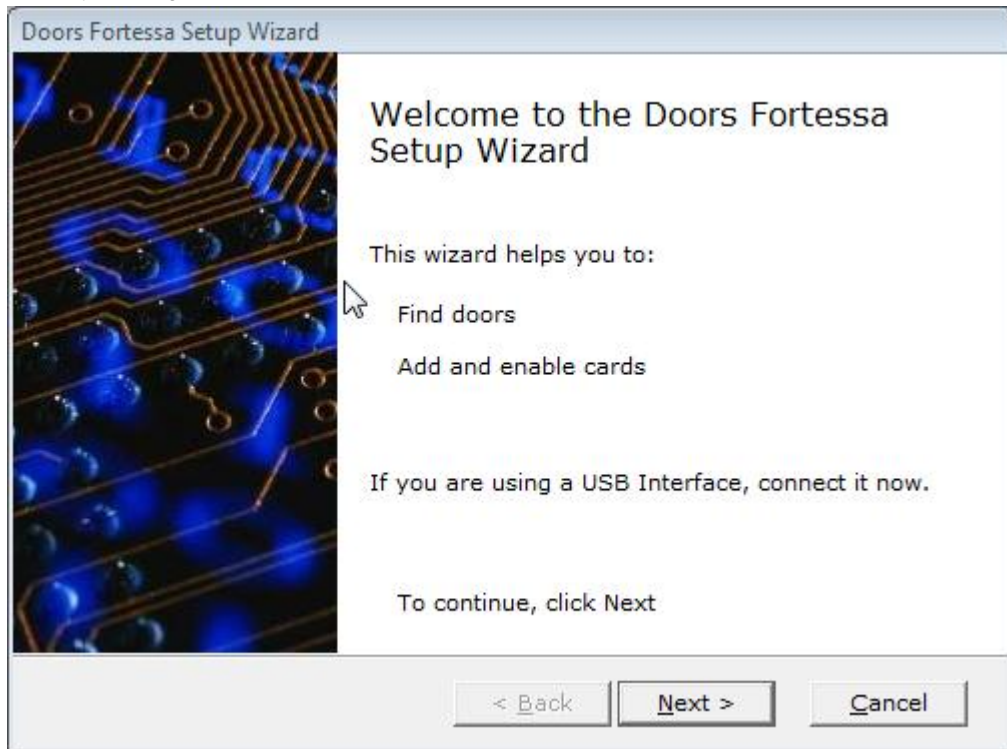 Doors Fortessa Setup Wizard
Welcome to the Doors Fortessa
Setup Wizard
This wizard helps you to:
Find doors
Add and enable cards
If you are using a USB Interface, connect it now.
To continue, click Next
< Back
Next >
Cancel